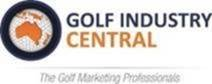 GOLF INDUSTRY
CENTRAL
The Golf Marketing Professionals